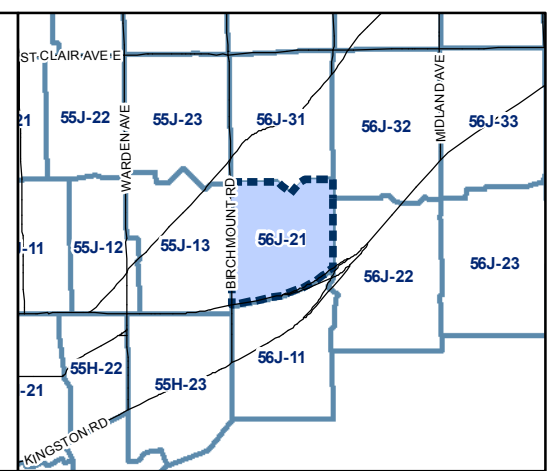 ST CLAIR AVE E
MIDLAND AVE
21
55J-22
WARDEN AVE
55J-23
56J-31
56J-32
56J-33
-11
55J-12
55J-13
BIRCHMOUNT RD
56J-21
56J-22
56J-23
-21
55H-22
55H-23
56J-11
KINGSTON RD